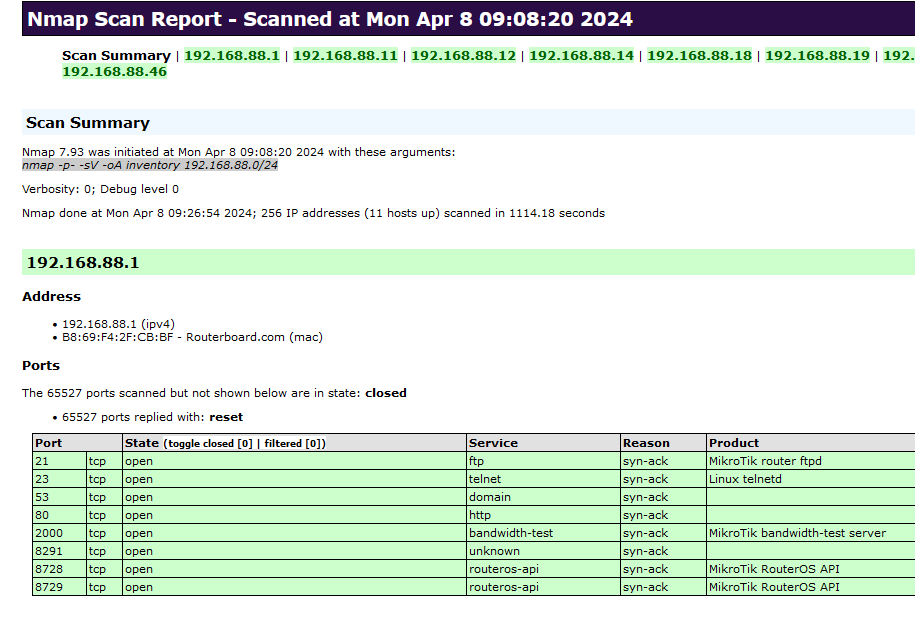 Nmap Scan Report - Scanned at Mon Apr 8 09:08:20 2024
Scan Summary | 192.168.88.1 | 192.168.88.11 | 192.168.88.12 | 192.168.88.14 | 192.168.88.18 | 192.168.88.19 | 192.
192.168.88.46
Scan Summary
Nmap 7.93 was initiated at Mon Apr 8 09:08:20 2024 with these arguments:
nmap -p- -sV -oA inventory 192.168.88.0/24
Verbosity: 0; Debug level 0
Nmap done at Mon Apr 8 09:26:54 2024; 256 IP addresses (11 hosts up) scanned in 1114.18 seconds
192.168.88.1
Address
• 192.168.88.1 (ipv4)
• B8:69:F4:2F:CB:BF - Routerboard.com (mac)
Ports
The 65527 ports scanned but not shown below are in state: closed
• 65527 ports replied with: reset
Port State (toggle closed [0] | filtered [0]) Service Reason Product
21 tcp open ftp syn-ack MikroTik router ftpd
23 tcp open telnet syn-ack Linux telnetd
53 tcp open domain syn-ack
80 tcp open http syn-ack
2000 tcp open bandwidth-test syn-ack MikroTik bandwidth-test server
8291 tcp open unknown syn-ack
8728 tcp open routeros-api syn-ack MikroTik RouterOS API
8729 tcp open routeros-api syn-ack MikroTik RouterOS API